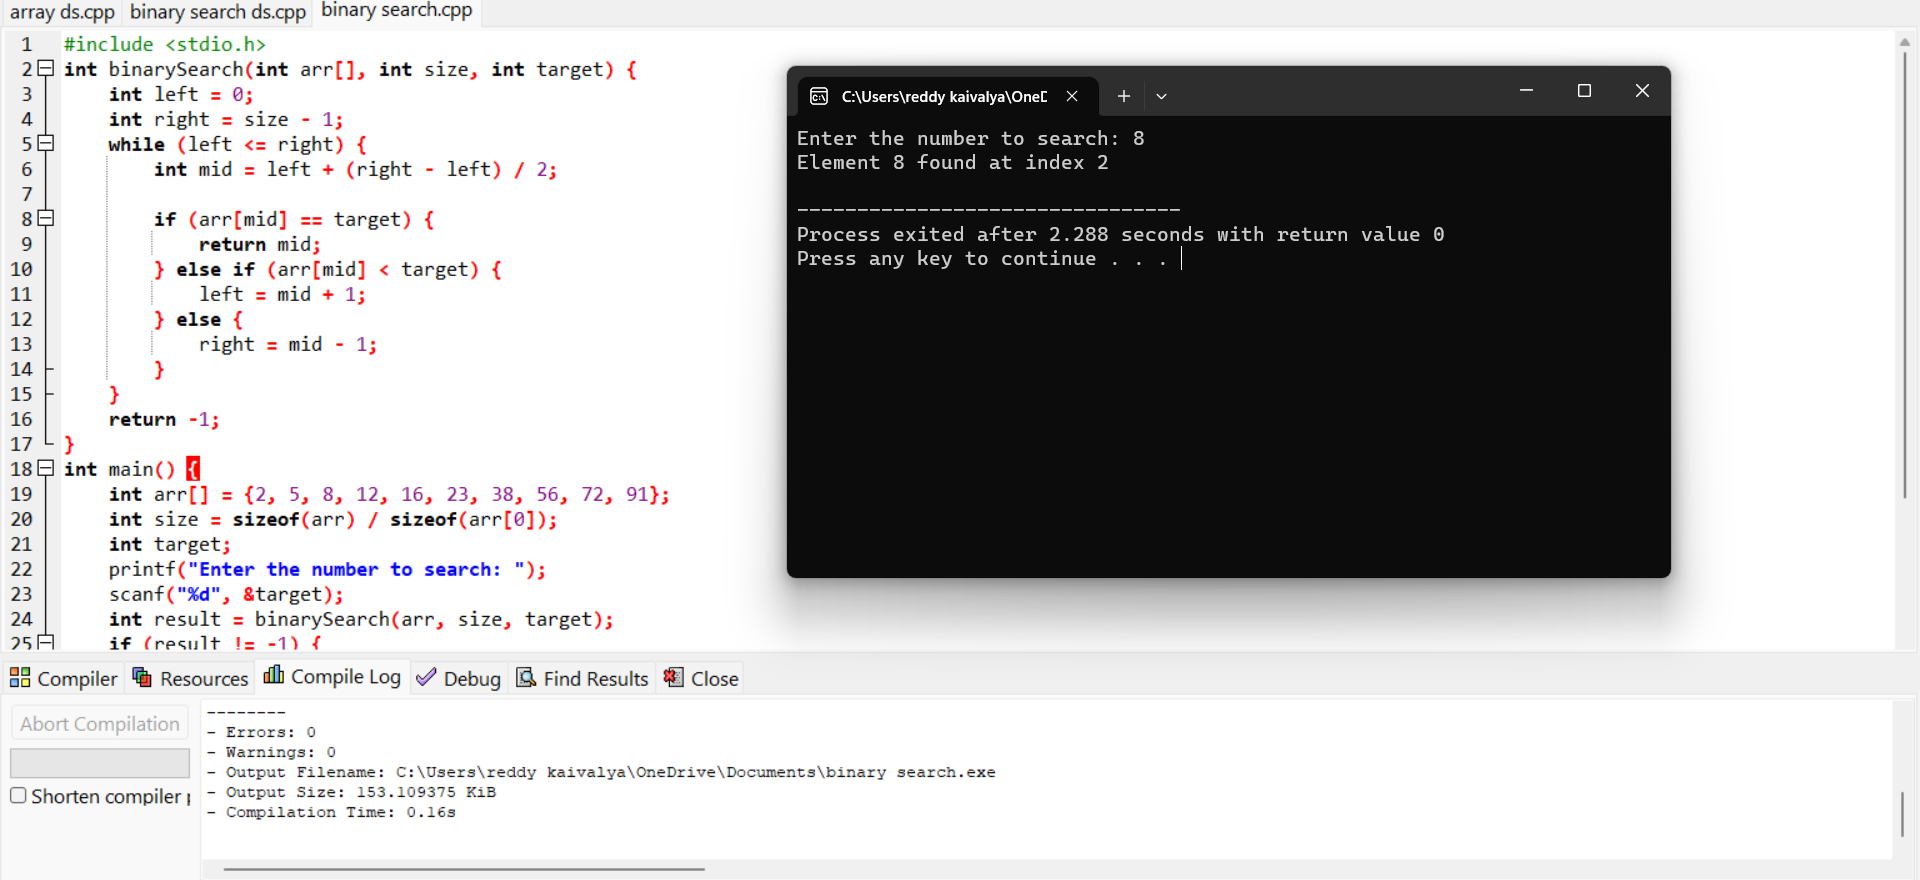 array ds.cpp binary search ds.cpp binary search.cpp
1 #include <stdio.h>
2 int binarySearch(int arr[], int size, int target) {
3 int left = 0;
4 int right = size - 1;
5 while (left <= right) {
6 int mid = left + (right - left) / 2;
7
8 if (arr[mid] == target) {
9 return mid;
10 } else if (arr[mid] < target) {
11 left = mid + 1;
12 } else {
13 right = mid - 1;
14 }
15 }
16 return -1;
17 }
18 int main() {
19 int arr[] = {2, 5, 8, 12, 16, 23, 38, 56, 72, 91};
20 int size = sizeof(arr) / sizeof(arr[0]);
21 int target;
22 printf("Enter the number to search: ");
23 scanf("%d", &target);
24 int result = binarySearch(arr, size, target);
25 if (result != -1) {
C:\Users\reddy kaivalya\OneD
Enter the number to search: 8
Element 8 found at index 2
--------------------------------
Process exited after 2.288 seconds with return value 0
Press any key to continue . . .
Compiler Resources Compile Log Debug Find Results Close
Abort Compilation
Shorten compiler
--------
- Errors: 0
- Warnings: 0
- Output Filename: C:\Users\reddy kaivalya\OneDrive\Documents\binary search.exe
- Output Size: 153.109375 KiB
- Compilation Time: 0.16s